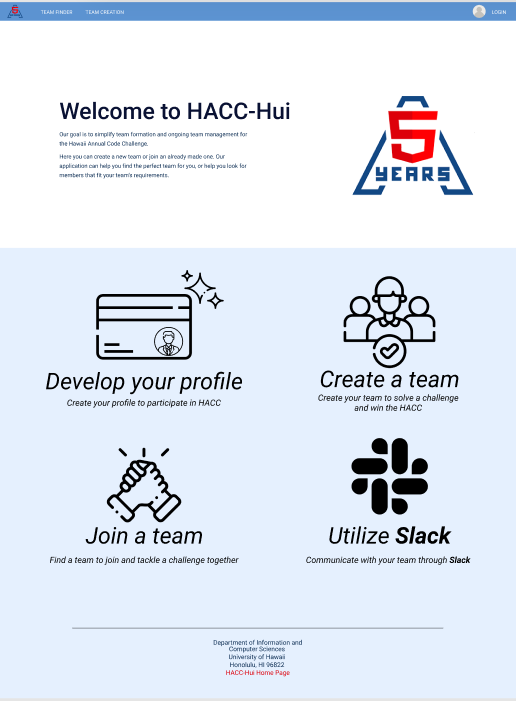 TEAM FINDER
TEAM CREATION
LOGIN
Welcome to HACC-Hui
Our goal is to simplify team formation and ongoing team management for
the Hawaii Annual Code Challenge.
Here you can create a new team or join an already made one. Our
application can help you find the perfect team for you, or help you look for
members that fit your team's requirements.
5
YEARS
Develop your profile
Create your profile to participate in HACC
Create a team
Create your team to solve a challenge
and win the HACC
Join a team
Find a team to join and tackle a challenge together
Utilize Slack
Communicate with your team through Slack
Department of Information and
Computer Sciences
University of Hawaii
Honolulu, HI 96822
HACC-Hui Home Page